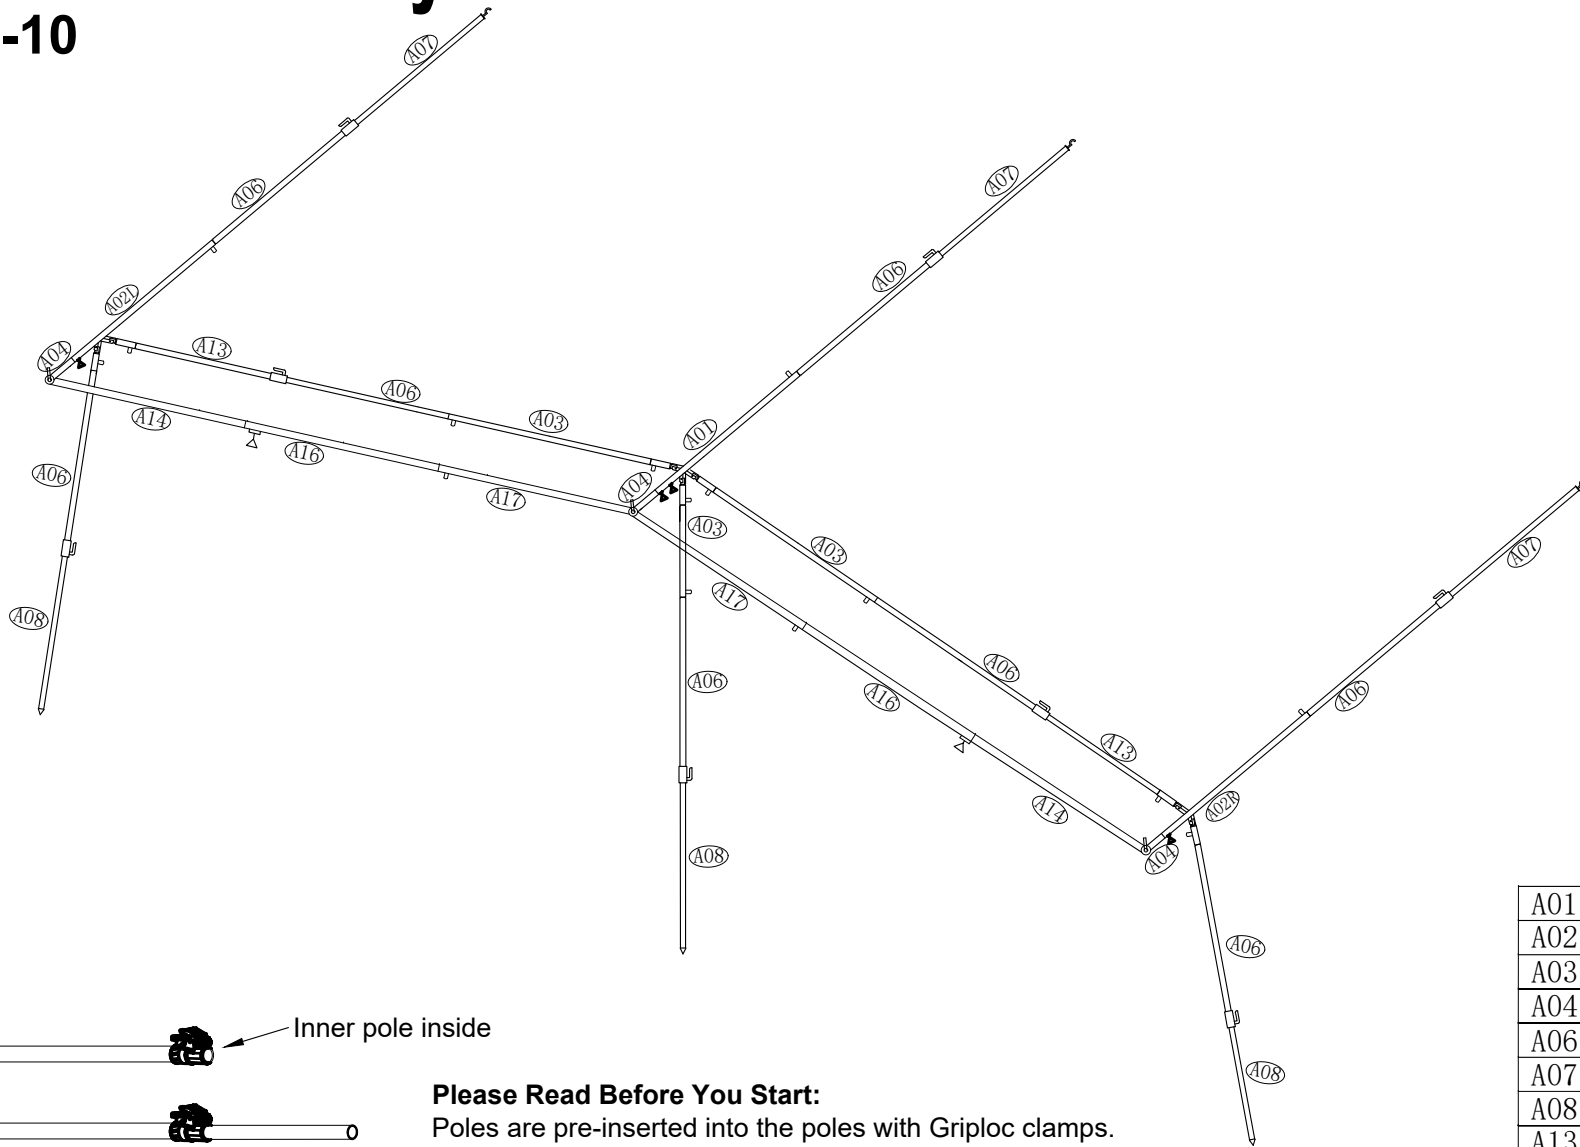 -10
A07
A06
A02L
A04
A13
A06
A03
A14
A16
A17
A06
A08
A07
A06
A01
A04
A03
A03
A17
A06
A16
A06
A13
A14
A08
A07
A06
A02R
A04
A06
A08
Inner pole inside
Please Read Before You Start:
Poles are pre-inserted into the poles with Griploc clamps.
A01
A02
A03
A04
A06
A07
A08
A13